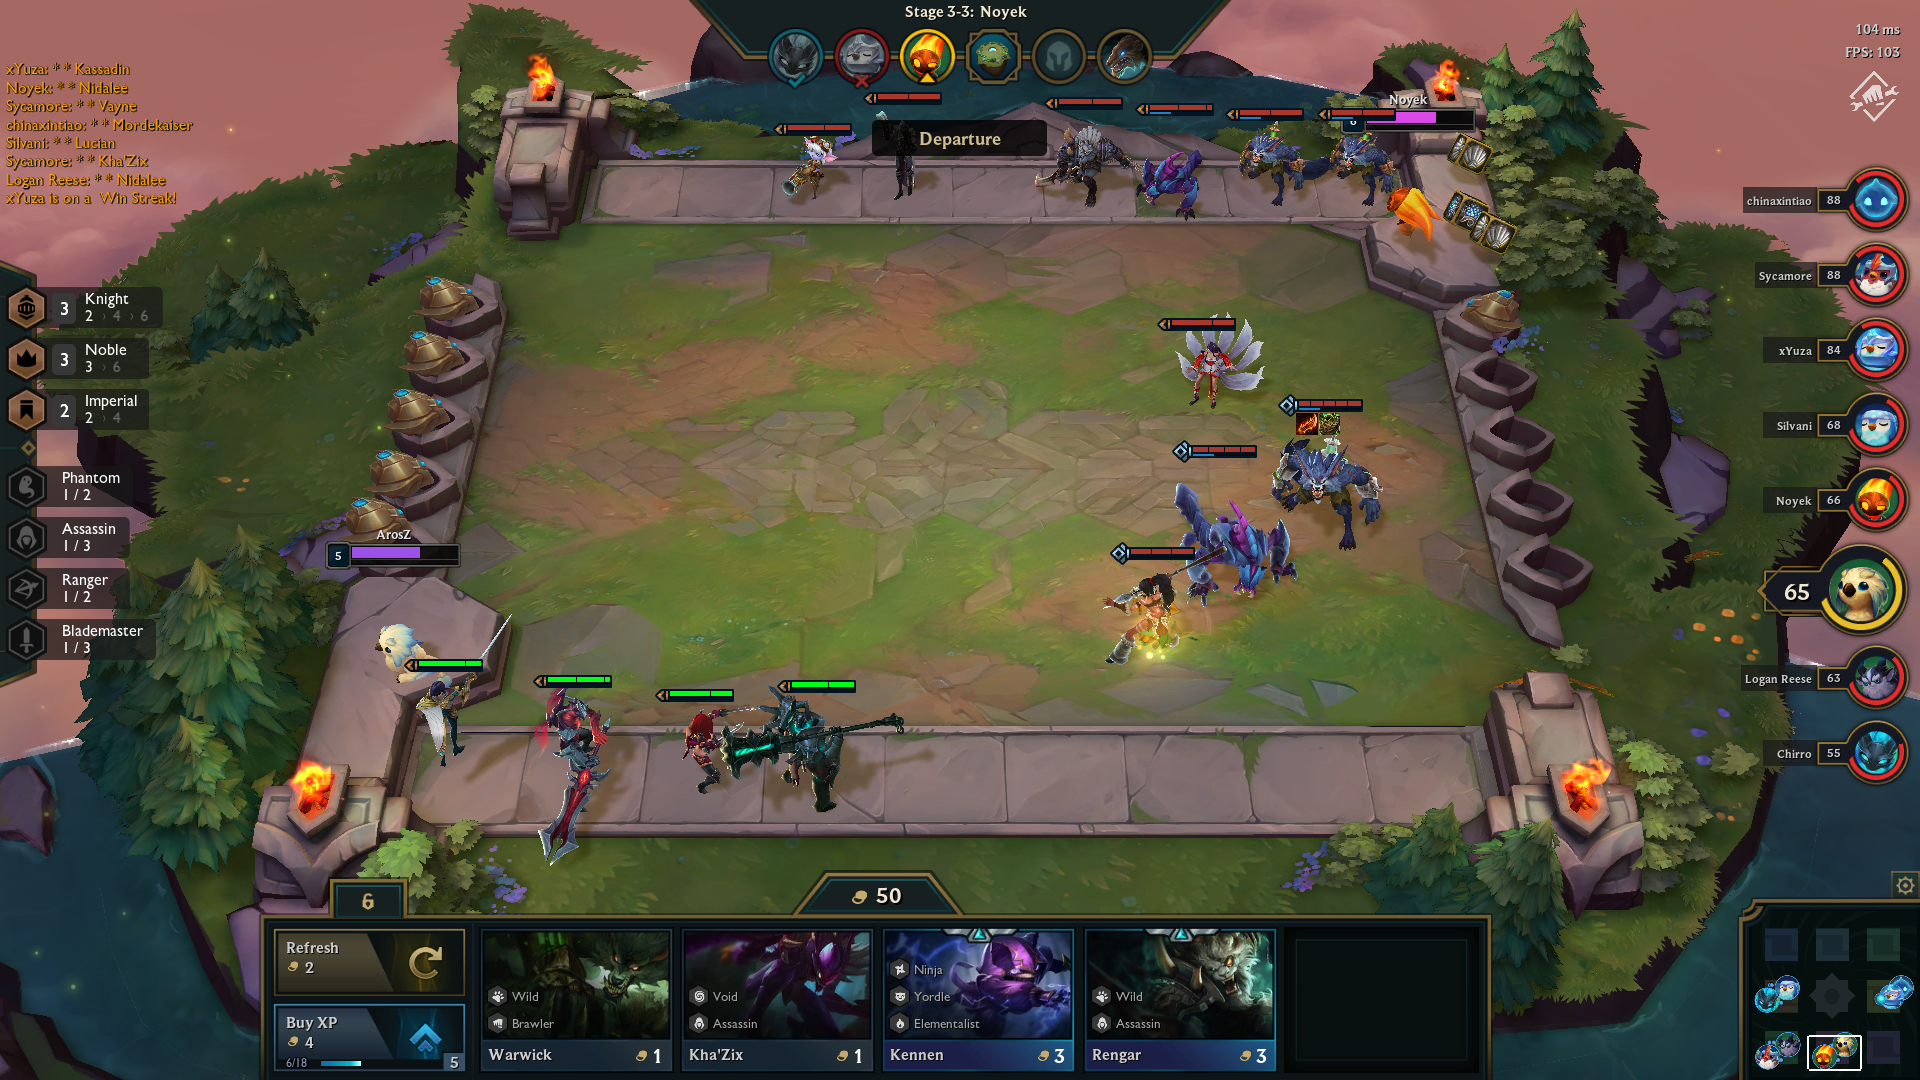 Stage 3-3: Noyek
104 ms
FPS: 103
xYuza: * * Kassadin
Noyek: * * Nidalee
Sycamore: * * Vayne
chinaxintiao: * * Mordekaiser
Silvani: * * Lucian
Sycamore: * * Kha'Zix
Logan Reese: * * Nidalee
xYuza is on a Win Streak!
Departure
Noyek
6
chinaxintiao 88
Sycamore 88
xYuza 84
Silvani 68
Noyek 66
65
Logan Reese 63
Chirro 55
3 Knight
2 › 4 › 6
3 Noble
3 › 6
2 Imperial
2 › 4
Phantom
1 / 2
Assassin
1 / 3
Ranger
1 / 2
Blademaster
1 / 3
ArosZ
5
6
50
Refresh
2
Buy XP
4
6/18
5
Wild
Brawler
Warwick 1
Void
Assassin
Kha'Zix 1
Ninja
Yordle
Elementalist
Kennen 3
Wild
Assassin
Rengar 3